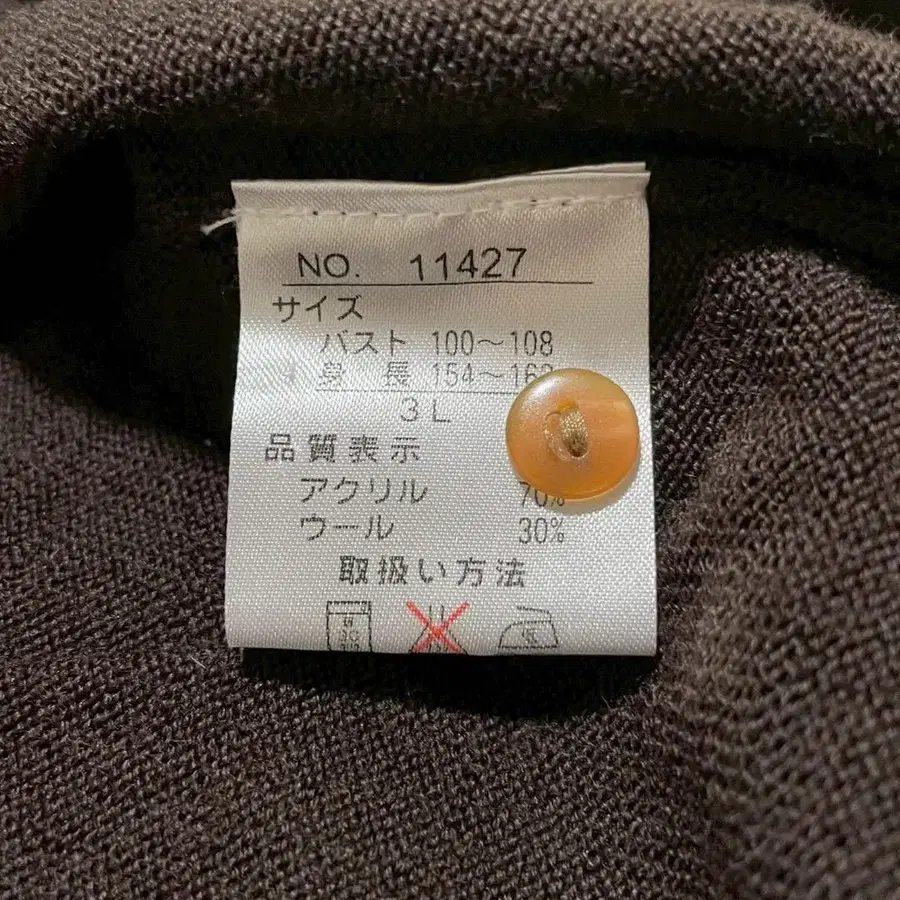 NO. 11427
サイズ
バスト 100～108
身長 154～162
3L
品質表示
アクリル 70%
ウール 30%
取扱い方法